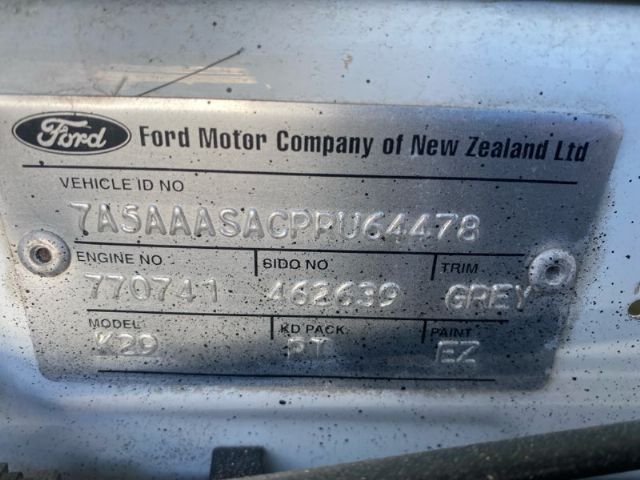 Ford Ford Motor Company of New Zealand Ltd
VEHICLE ID NO
7A5AAASACPPU64478
ENGINE NO. SIDO NO TRIM
770741 462639 GREY
MODEL KD PACK PAINT
K29 PT EZ